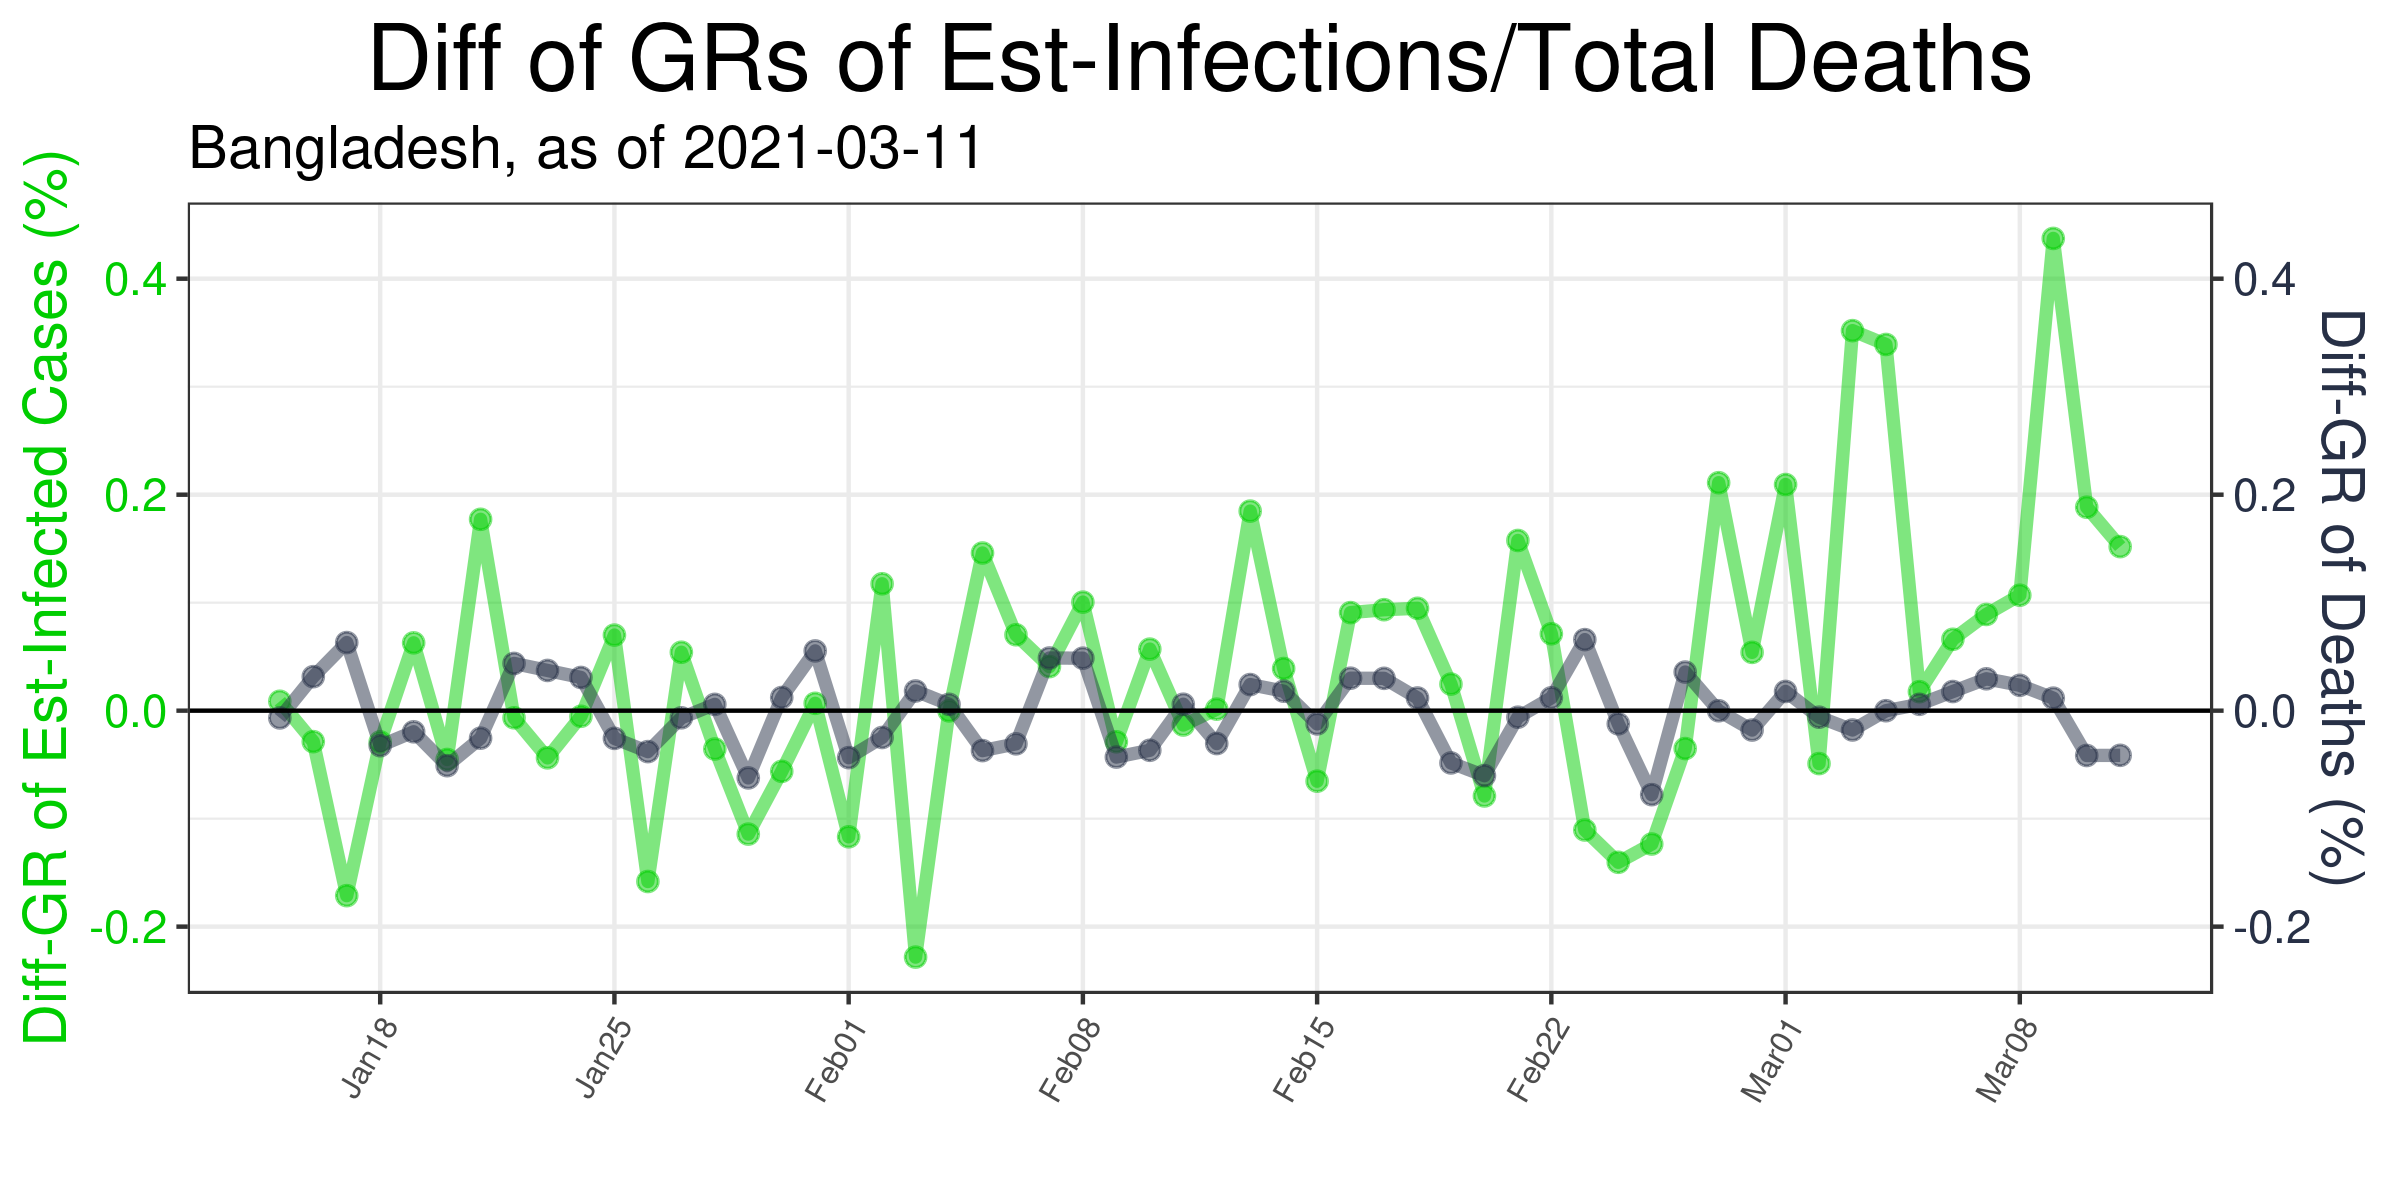 Diff of GRs of Est-Infections/Total Deaths
Bangladesh, as of 2021-03-11
Diff-GR of Est-Infected Cases (%)
0.4
0.2
0.0
-0.2
0.4
0.2
0.0
-0.2
Diff-GR of Deaths (%)
Jan18
Jan25
Feb01
Feb08
Feb15
Feb22
Mar01
Mar08